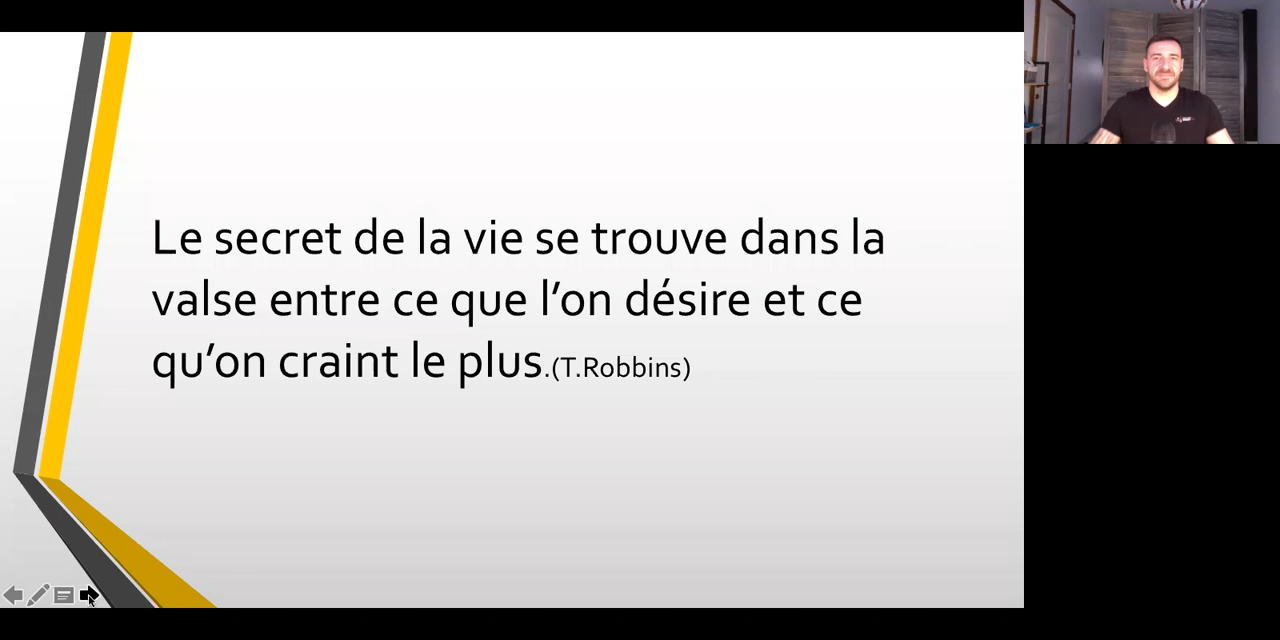 Le secret de la vie se trouve dans la
valse entre ce que l’on désire et ce
qu’on craint le plus.(T.Robbins)